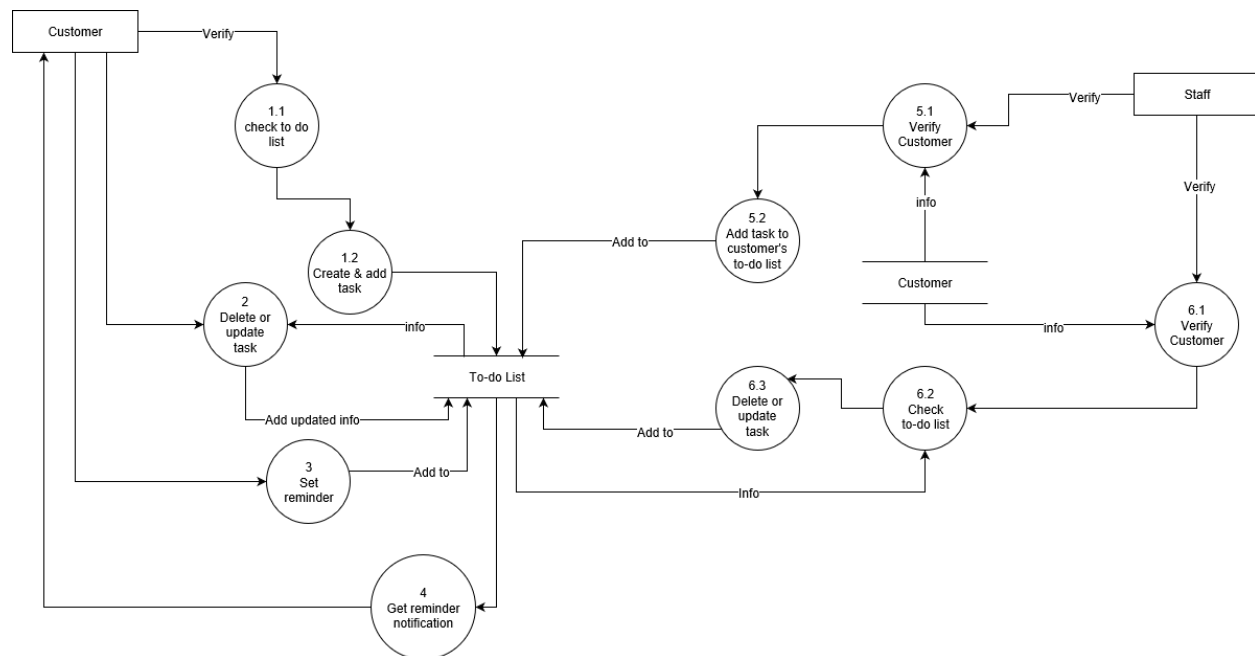 Customer
Verify
1.1
check to do
list
1.2
Create & add
task
2
Delete or
update
task
info
To-do List
Add updated info
3
Set
reminder
Add to
4
Get reminder
notification
Staff
Verify
5.1
Verify
Customer
Verify
info
5.2
Add task to
customer's
to-do list
Add to
Customer
info
6.1
Verify
Customer
6.2
Check
to-do list
6.3
Delete or
update
task
Add to
Info